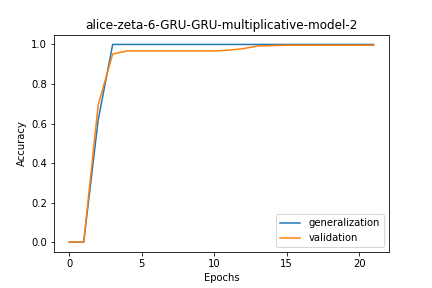 alice-zeta-6-GRU-GRU-multiplicative-model-2
1.0
0.8
0.6
0.4
0.2
0.0
Accuracy
0 5 10 15 20
Epochs
generalization
validation